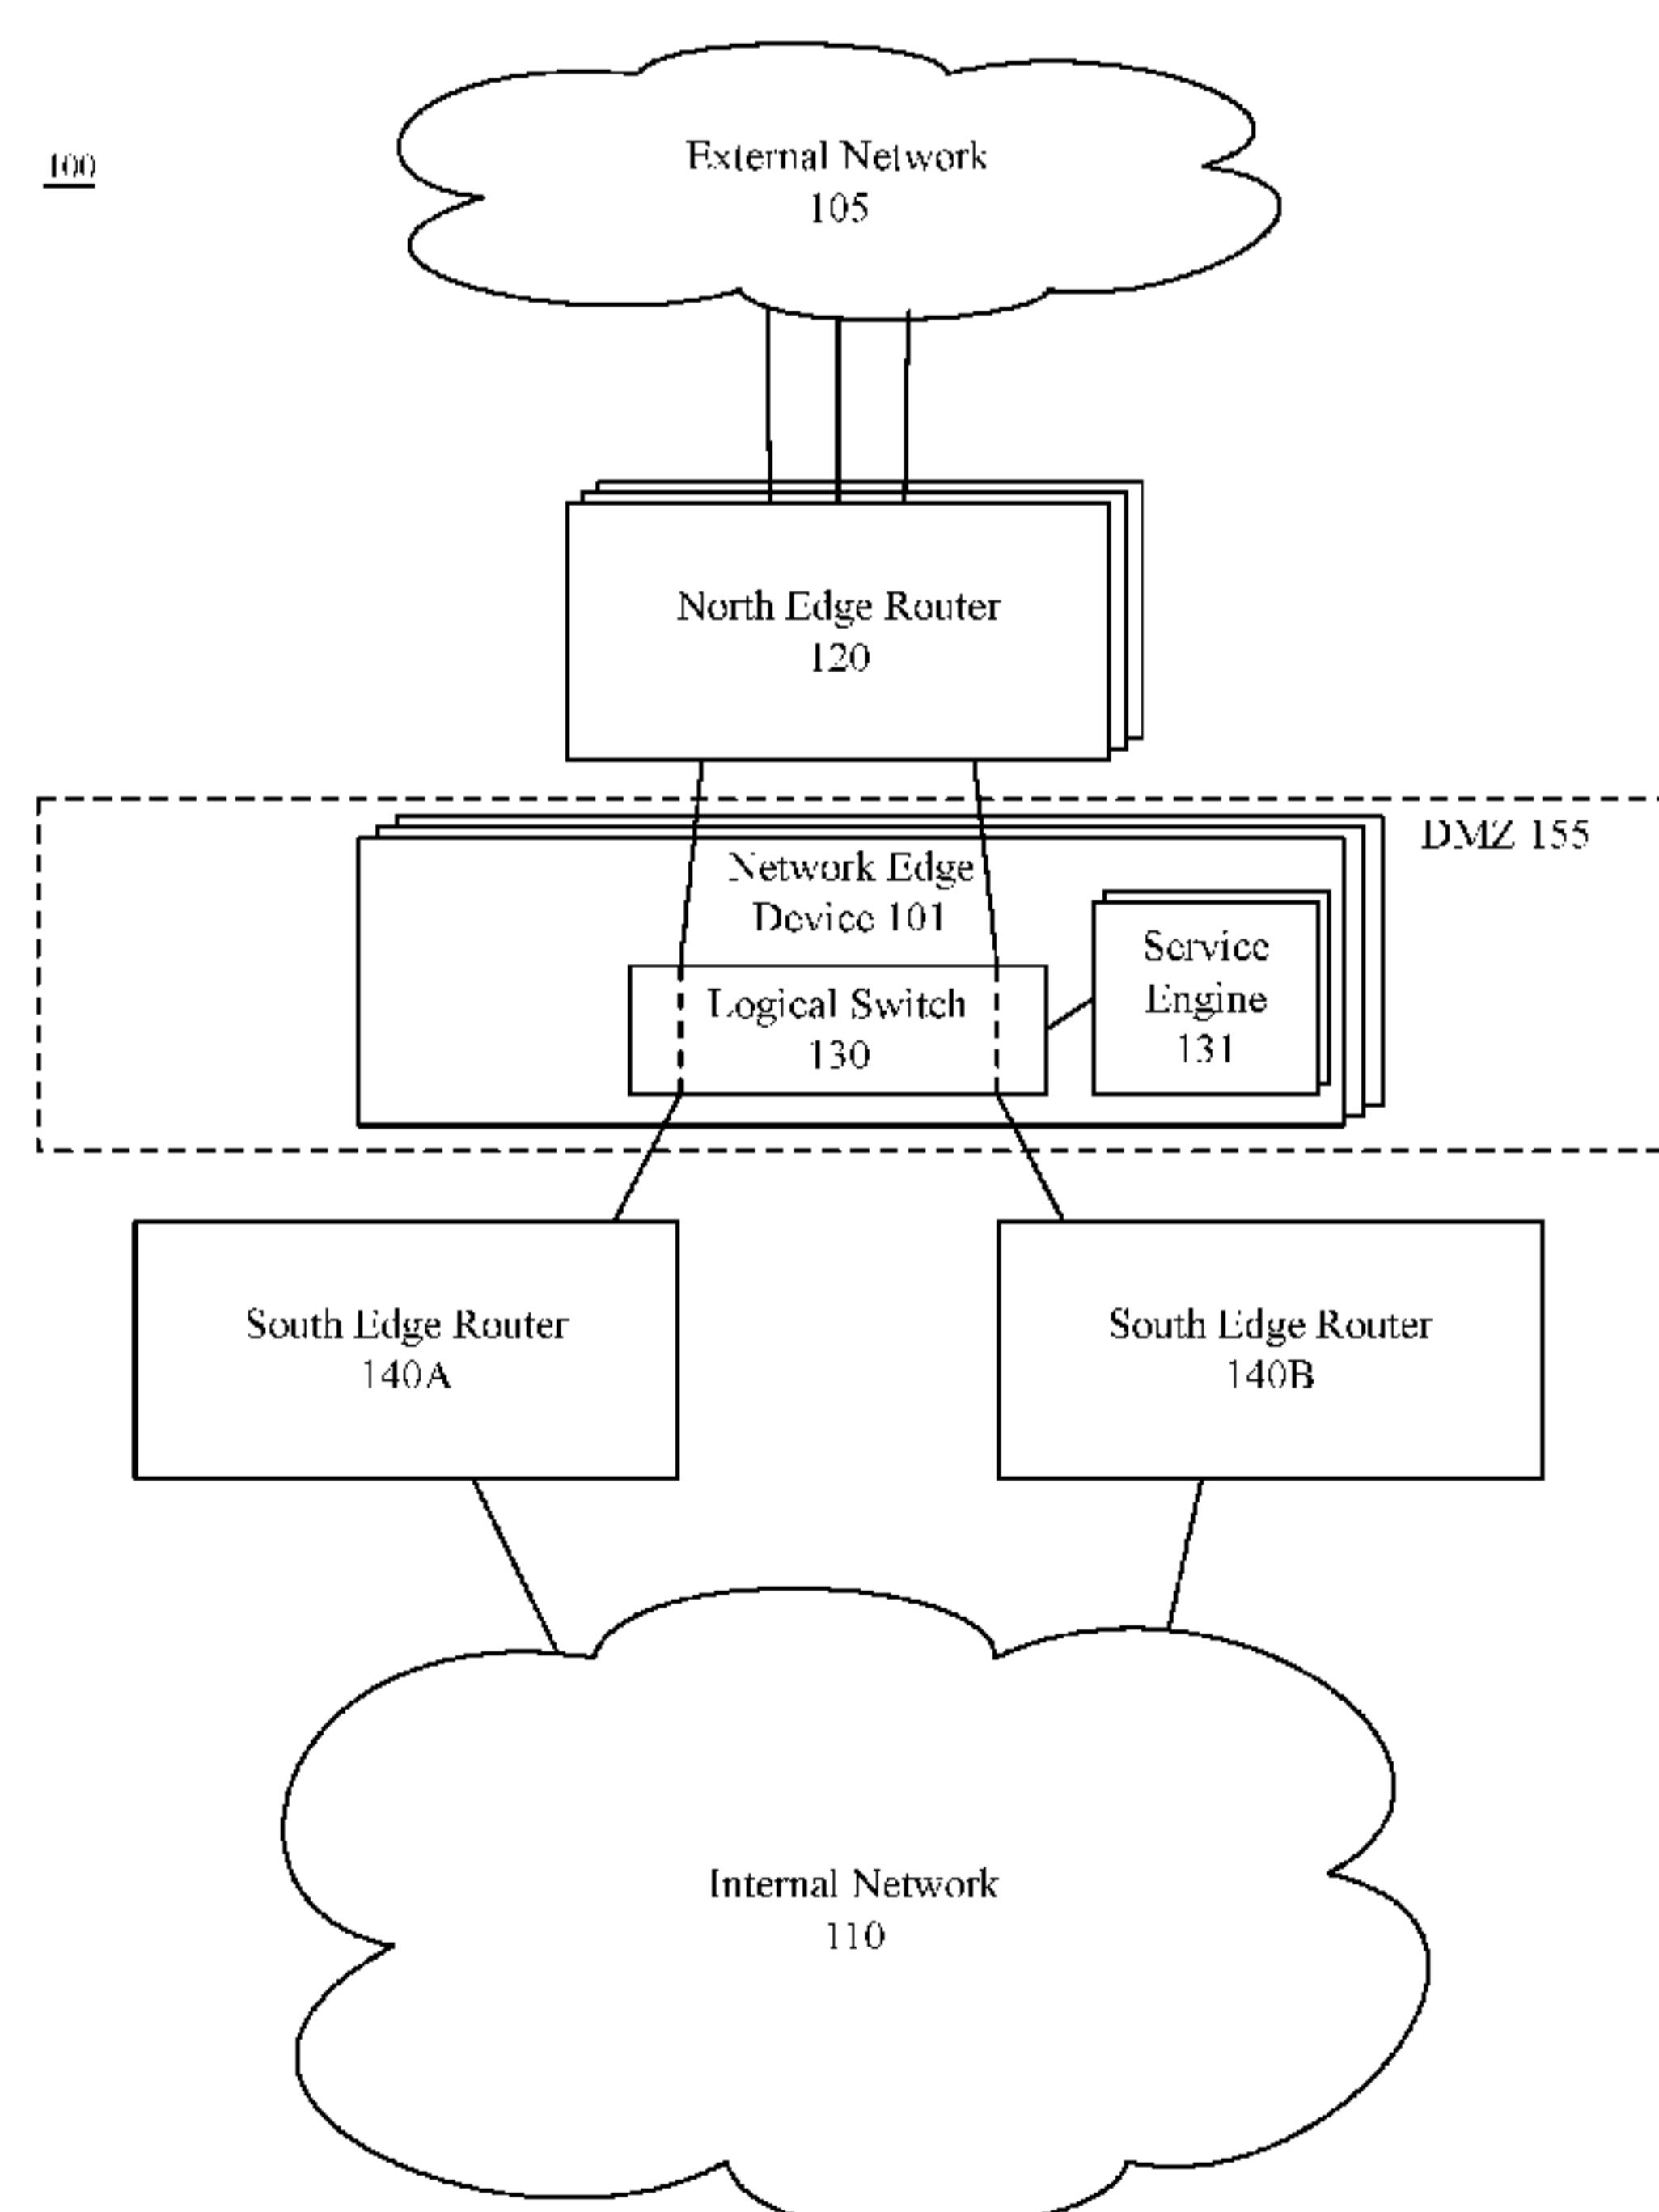 100
External Network
105
North Edge Router
120
DMZ 155
Network Edge
Device 101
Service
Engine
131
Logical Switch
130
South Edge Router
140A
South Edge Router
140B
Internal Network
110